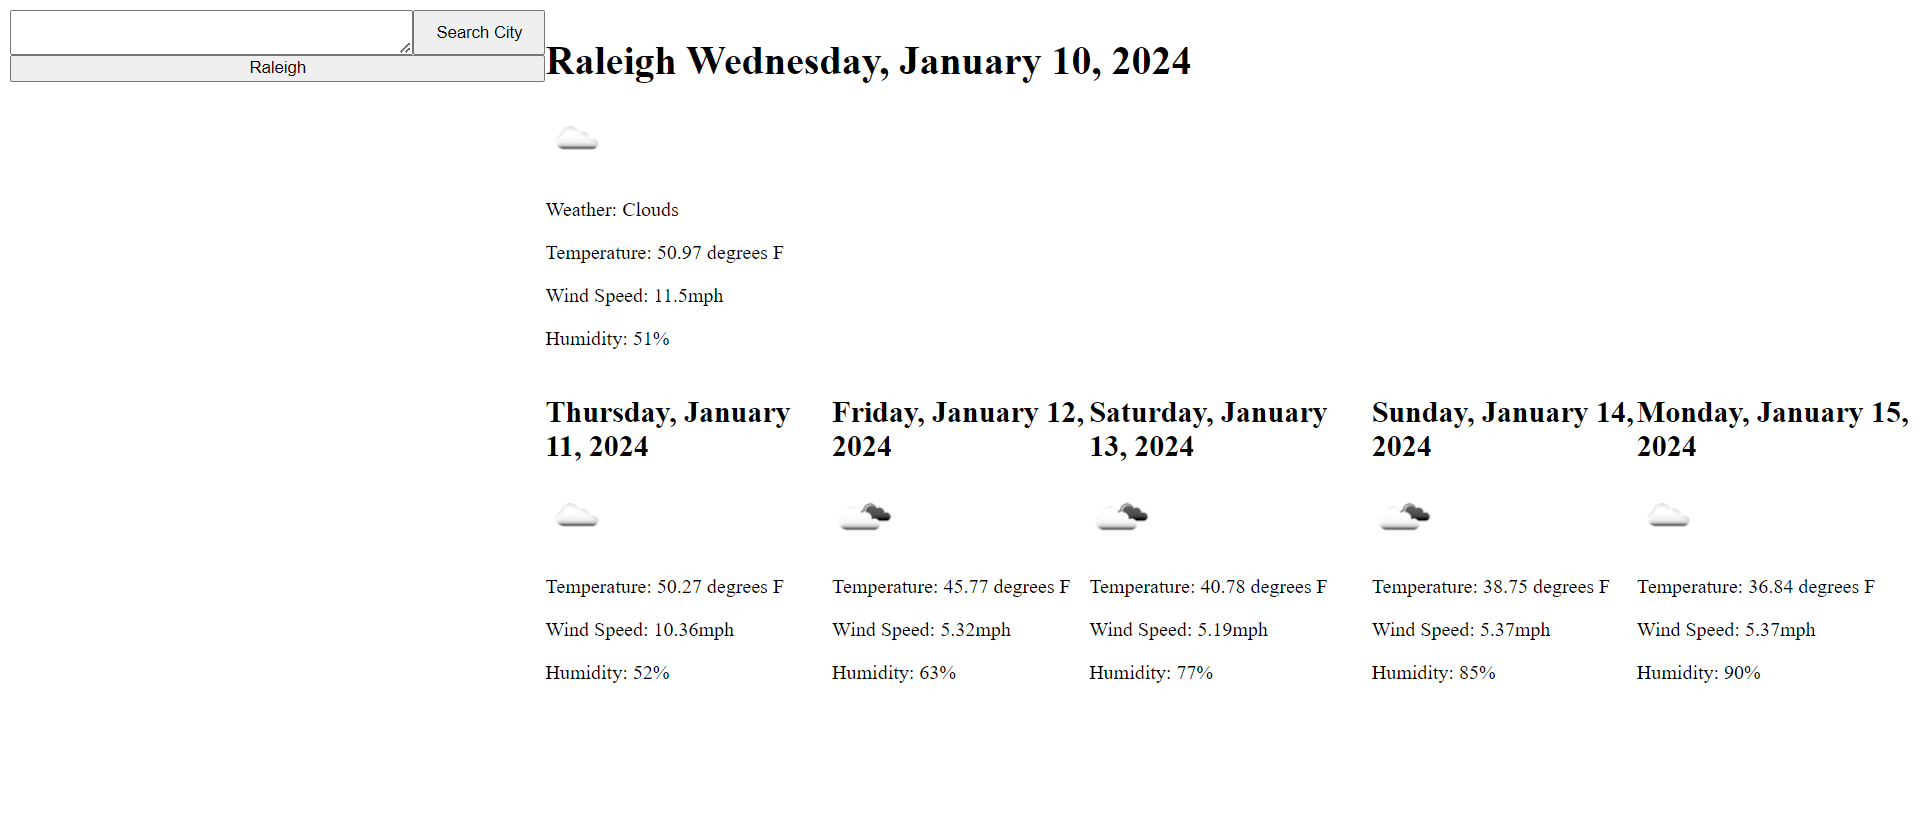 Search City
Raleigh
Raleigh Wednesday, January 10, 2024
Weather: Clouds
Temperature: 50.97 degrees F
Wind Speed: 11.5mph
Humidity: 51%
Thursday, January
11, 2024
Temperature: 50.27 degrees F
Wind Speed: 10.36mph
Humidity: 52%
Friday, January 12,
2024
Temperature: 45.77 degrees F
Wind Speed: 5.32mph
Humidity: 63%
Saturday, January
13, 2024
Temperature: 40.78 degrees F
Wind Speed: 5.19mph
Humidity: 77%
Sunday, January 14,
2024
Temperature: 38.75 degrees F
Wind Speed: 5.37mph
Humidity: 85%
Monday, January 15,
2024
Temperature: 36.84 degrees F
Wind Speed: 5.37mph
Humidity: 90%